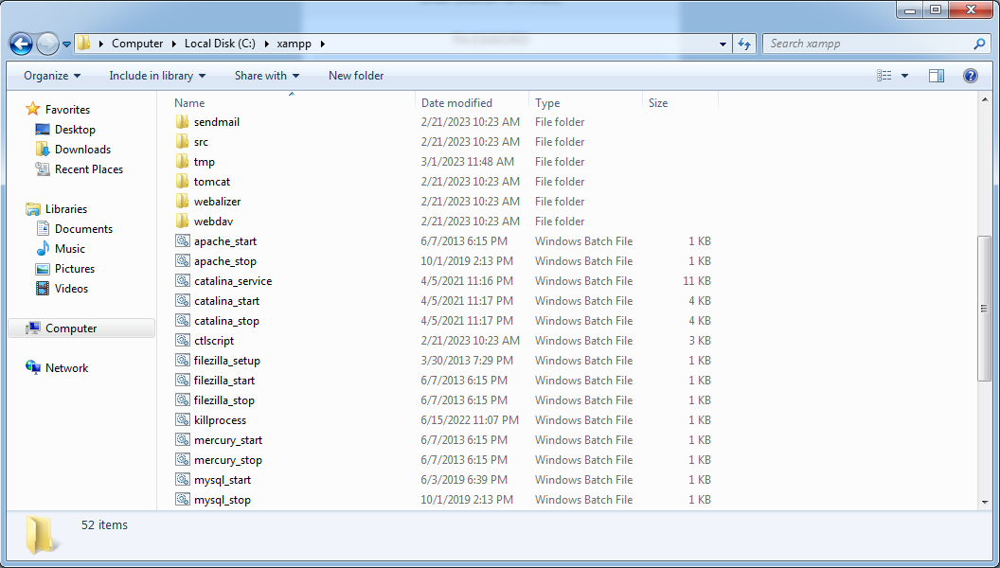 Computer Local Disk (C:) xampp Search xampp
Organize Include in library Share with New folder
Favorites
Desktop
Downloads
Recent Places
Libraries
Documents
Music
Pictures
Videos
Computer
Network
Name Date modified Type Size
sendmail 2/21/2023 10:23 AM File folder
src 2/21/2023 10:23 AM File folder
tmp 3/1/2023 11:48 AM File folder
tomcat 2/21/2023 10:23 AM File folder
webalizer 2/21/2023 10:23 AM File folder
webdav 2/21/2023 10:23 AM File folder
apache_start 6/7/2013 6:15 PM Windows Batch File 1 KB
apache_stop 10/1/2019 2:13 PM Windows Batch File 1 KB
catalina_service 4/5/2021 11:16 PM Windows Batch File 11 KB
catalina_start 4/5/2021 11:17 PM Windows Batch File 4 KB
catalina_stop 4/5/2021 11:17 PM Windows Batch File 4 KB
ctlscript 2/21/2023 10:23 AM Windows Batch File 3 KB
filezilla_setup 3/30/2013 7:29 PM Windows Batch File 1 KB
filezilla_start 6/7/2013 6:15 PM Windows Batch File 1 KB
filezilla_stop 6/7/2013 6:15 PM Windows Batch File 1 KB
killprocess 6/15/2022 11:07 PM Windows Batch File 1 KB
mercury_start 6/7/2013 6:15 PM Windows Batch File 1 KB
mercury_stop 6/7/2013 6:15 PM Windows Batch File 1 KB
mysql_start 6/3/2019 6:39 PM Windows Batch File 1 KB
mysql_stop 10/1/2019 2:13 PM Windows Batch File 1 KB
52 items